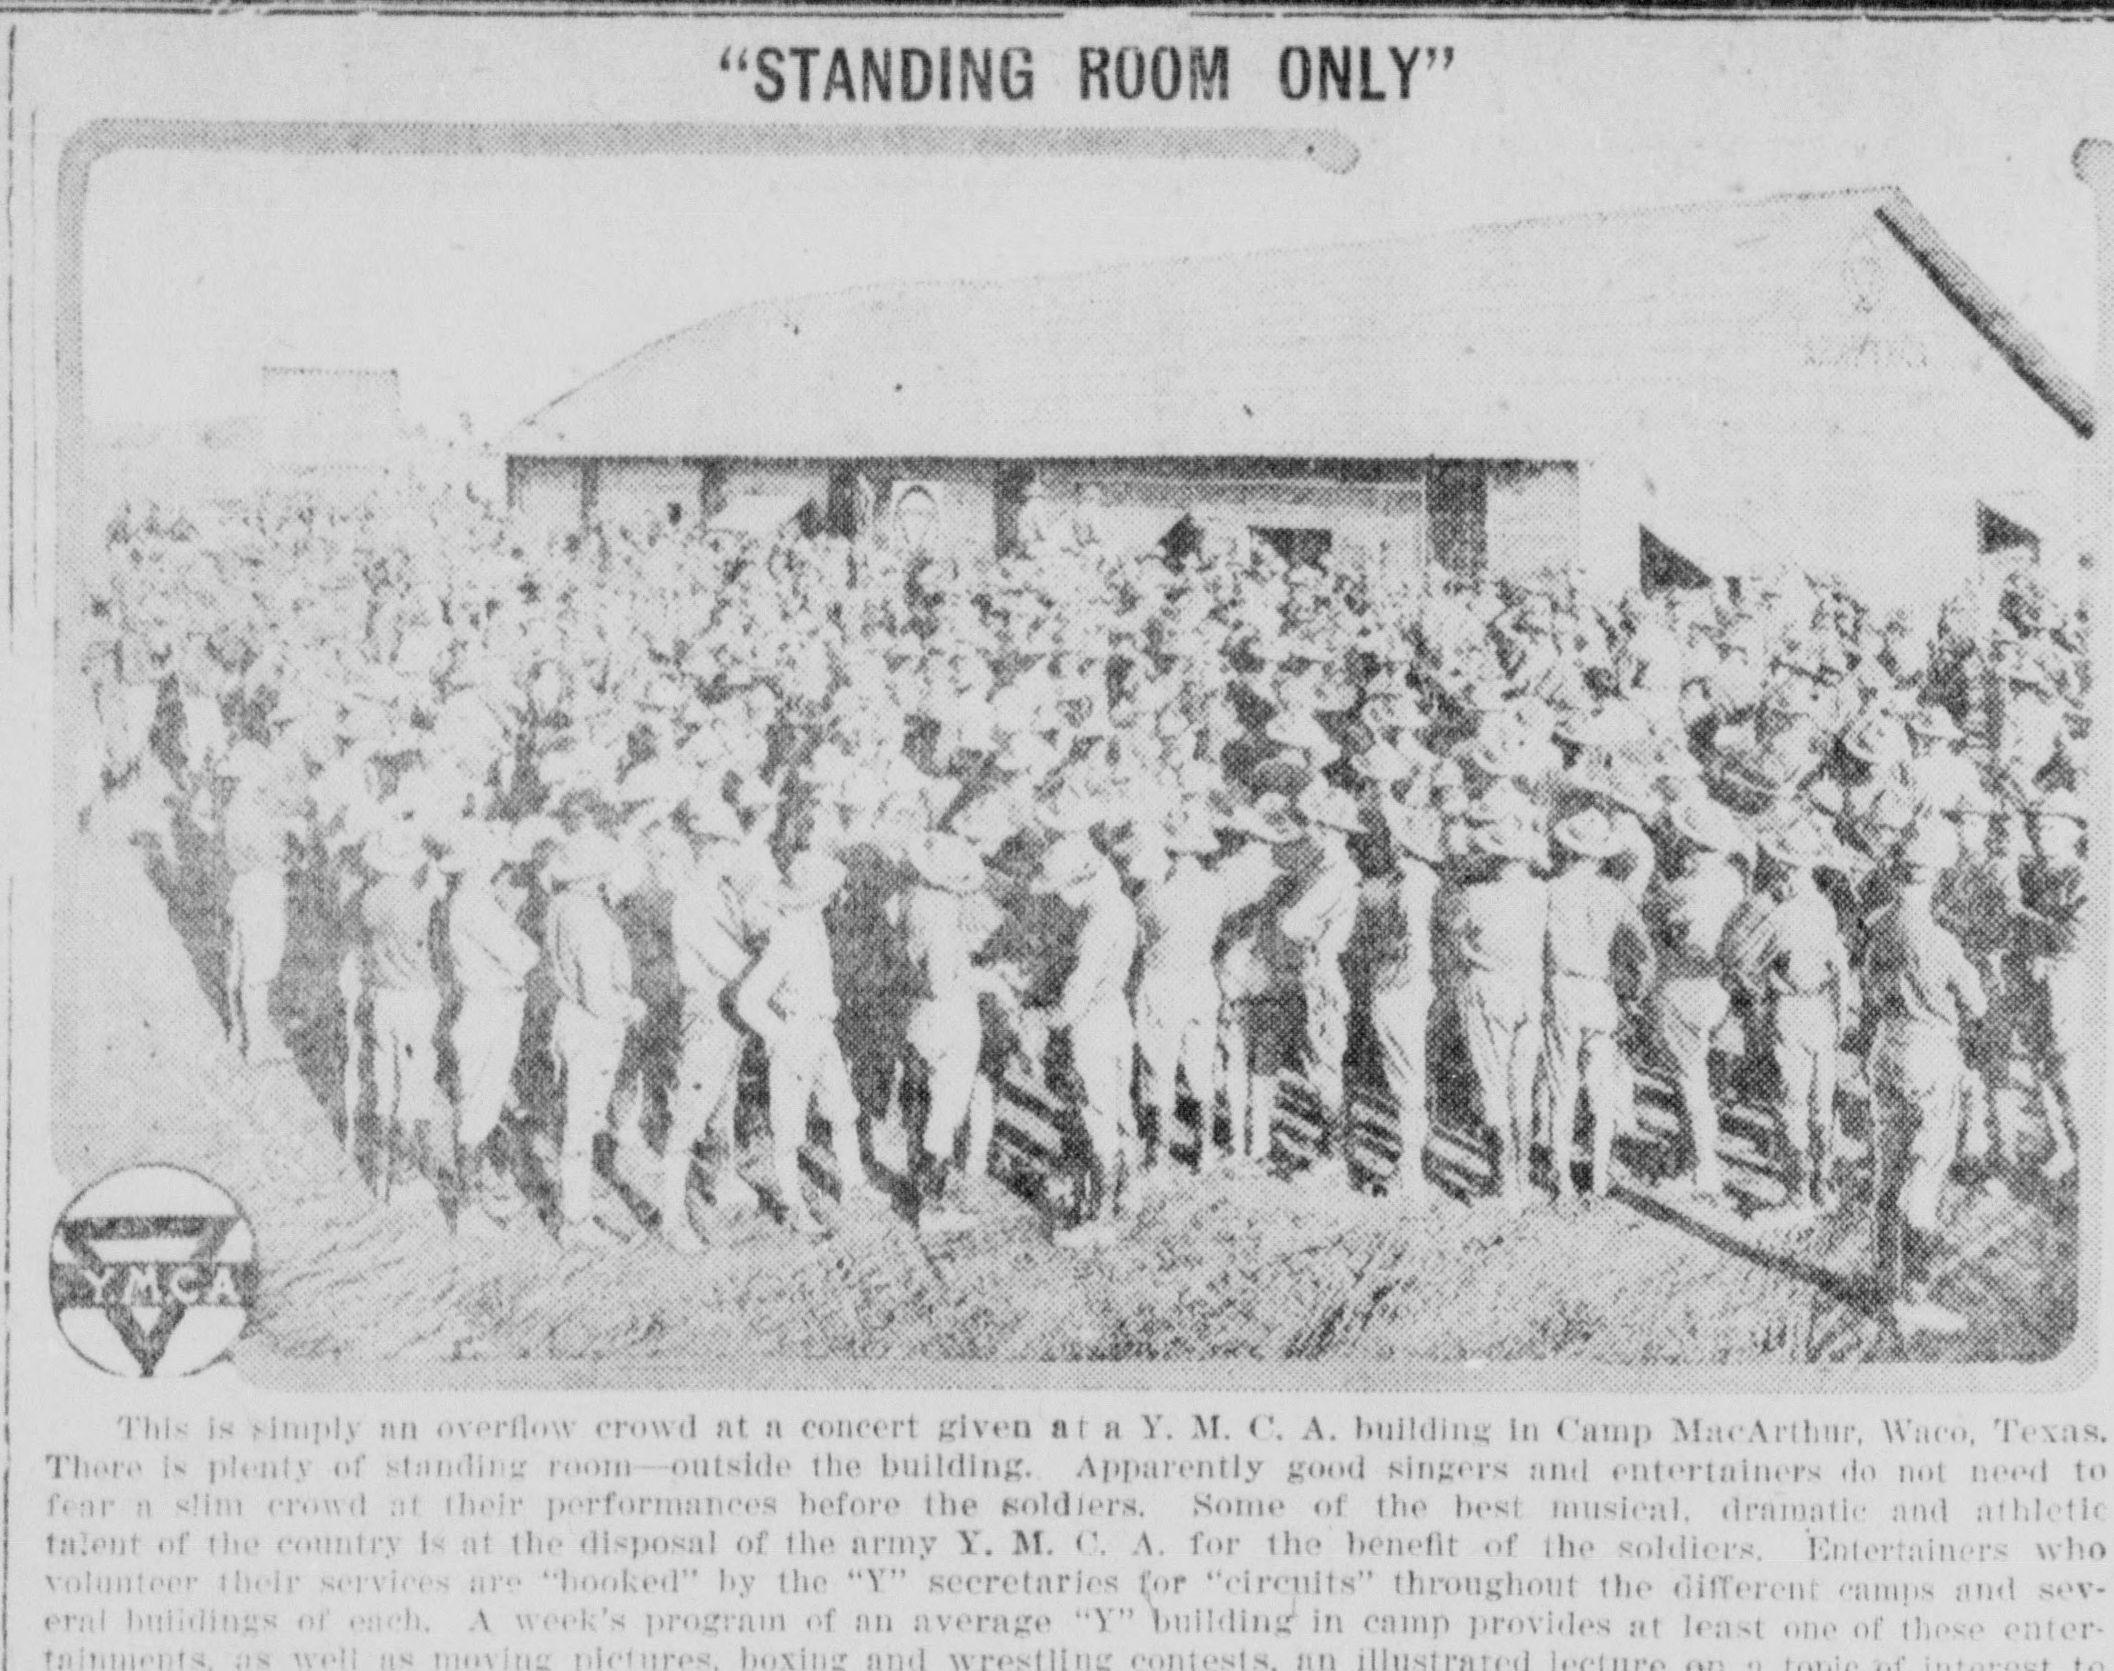 “STANDING ROOM ONLY”
Y.M.C.A
This is simply an overflow crowd at a concert given at a Y. M. C. A. building in Camp MacArthur, Waco, Texas.
There is plenty of standing room—outside the building. Apparently good singers and entertainers do not need to
fear a slim crowd at their performances before the soldiers. Some of the best musical, dramatic and athletic
talent of the country is at the disposal of the army Y. M. C. A. for the benefit of the soldiers. Entertainers who
volunteer their services are “booked” by the “Y” secretaries for “circuits” throughout the different camps and sev-
eral buildings of each. A week's program of an average “Y” building in camp provides at least one of these enter-
tainments, as well as moving pictures, boxing and wrestling contests, an illustrated lecture on a topic of interest to